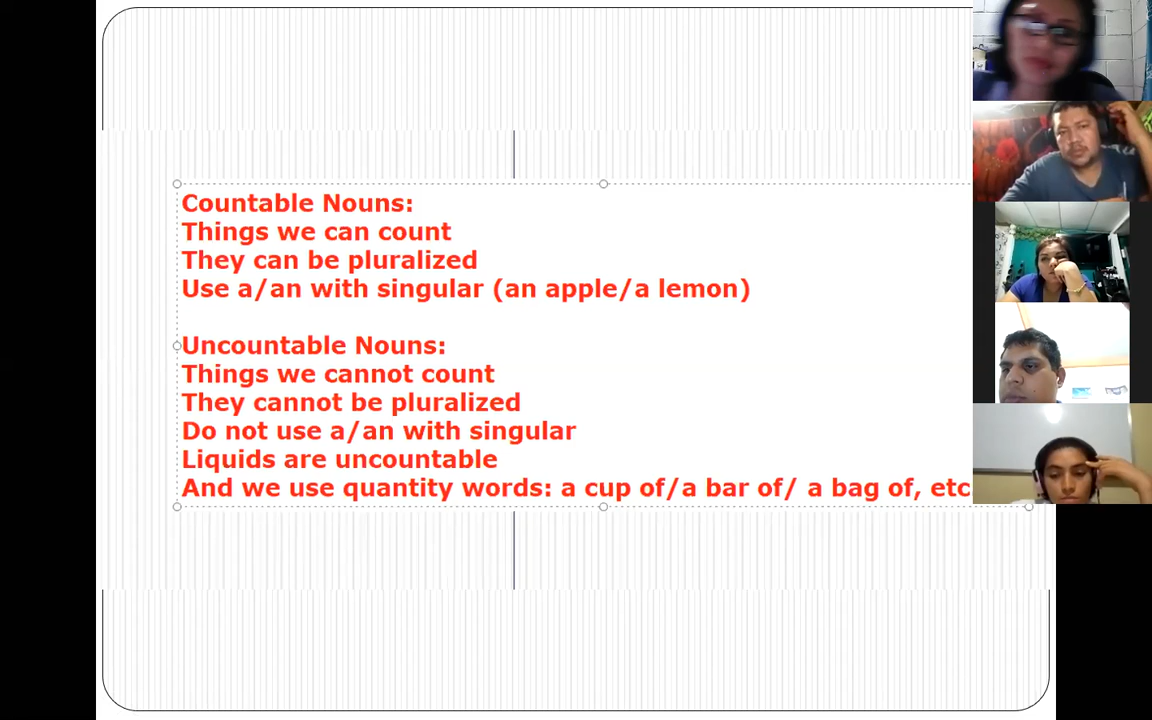 Countable Nouns:
Things we can count
They can be pluralized
Use a/an with singular (an apple/a lemon)
Uncountable Nouns:
Things we cannot count
They cannot be pluralized
Do not use a/an with singular
Liquids are uncountable
And we use quantity words: a cup of/a bar of/ a bag of, etc